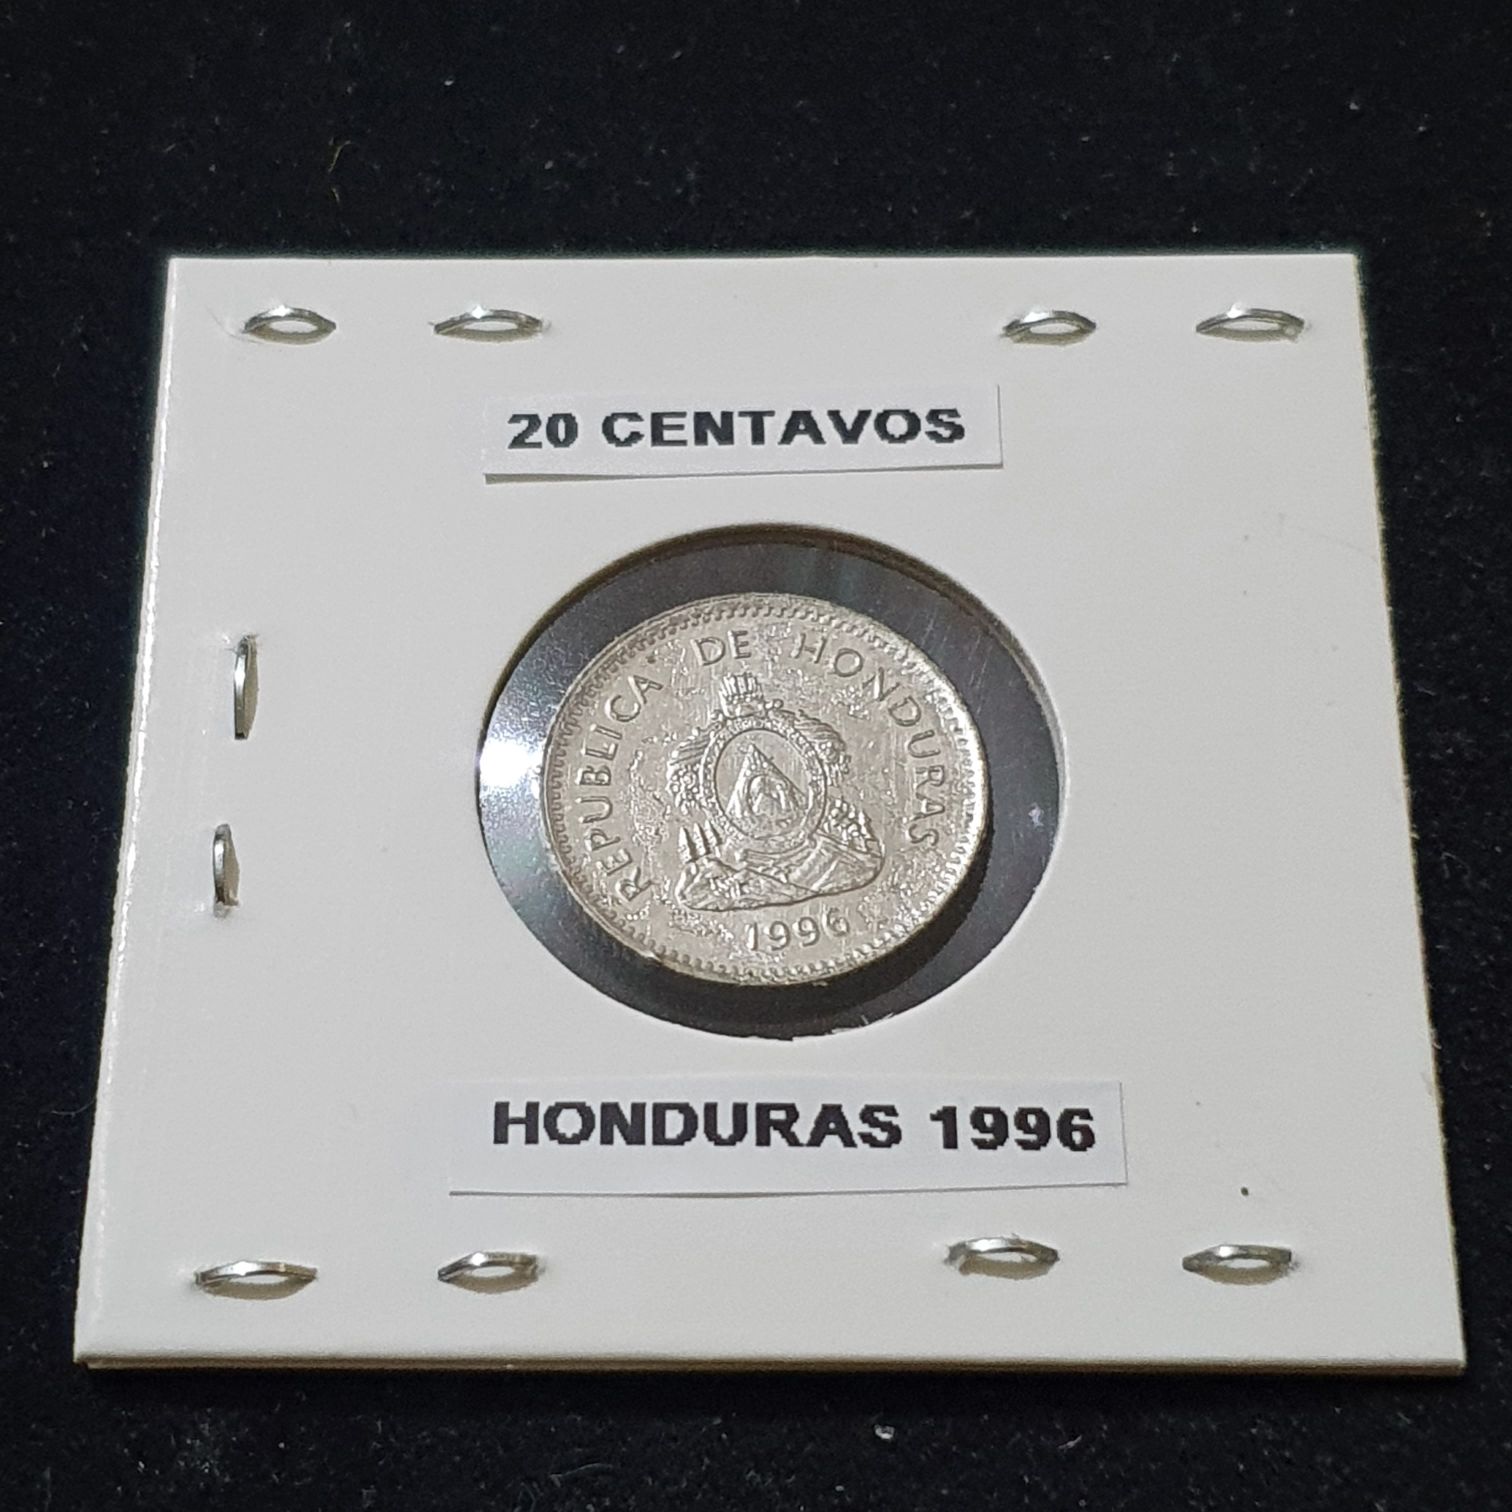 20 CENTAVOS
REPUBLICA DE HONDURAS
1996
HONDURAS 1996